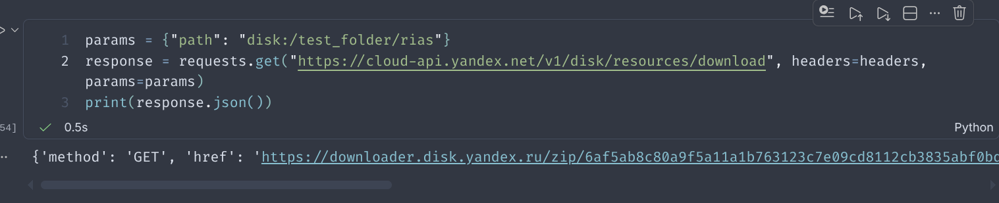 1 params = {"path": "disk:/test_folder/rias"}
2 response = requests.get("https://cloud-api.yandex.net/v1/disk/resources/download", headers=headers,
params=params)
3 print(response.json())
54] 0.5s Python
{'method': 'GET', 'href': 'https://downloader.disk.yandex.ru/zip/6af5ab8c80a9f5a11a1b763123c7e09cd8112cb3835abf0bd